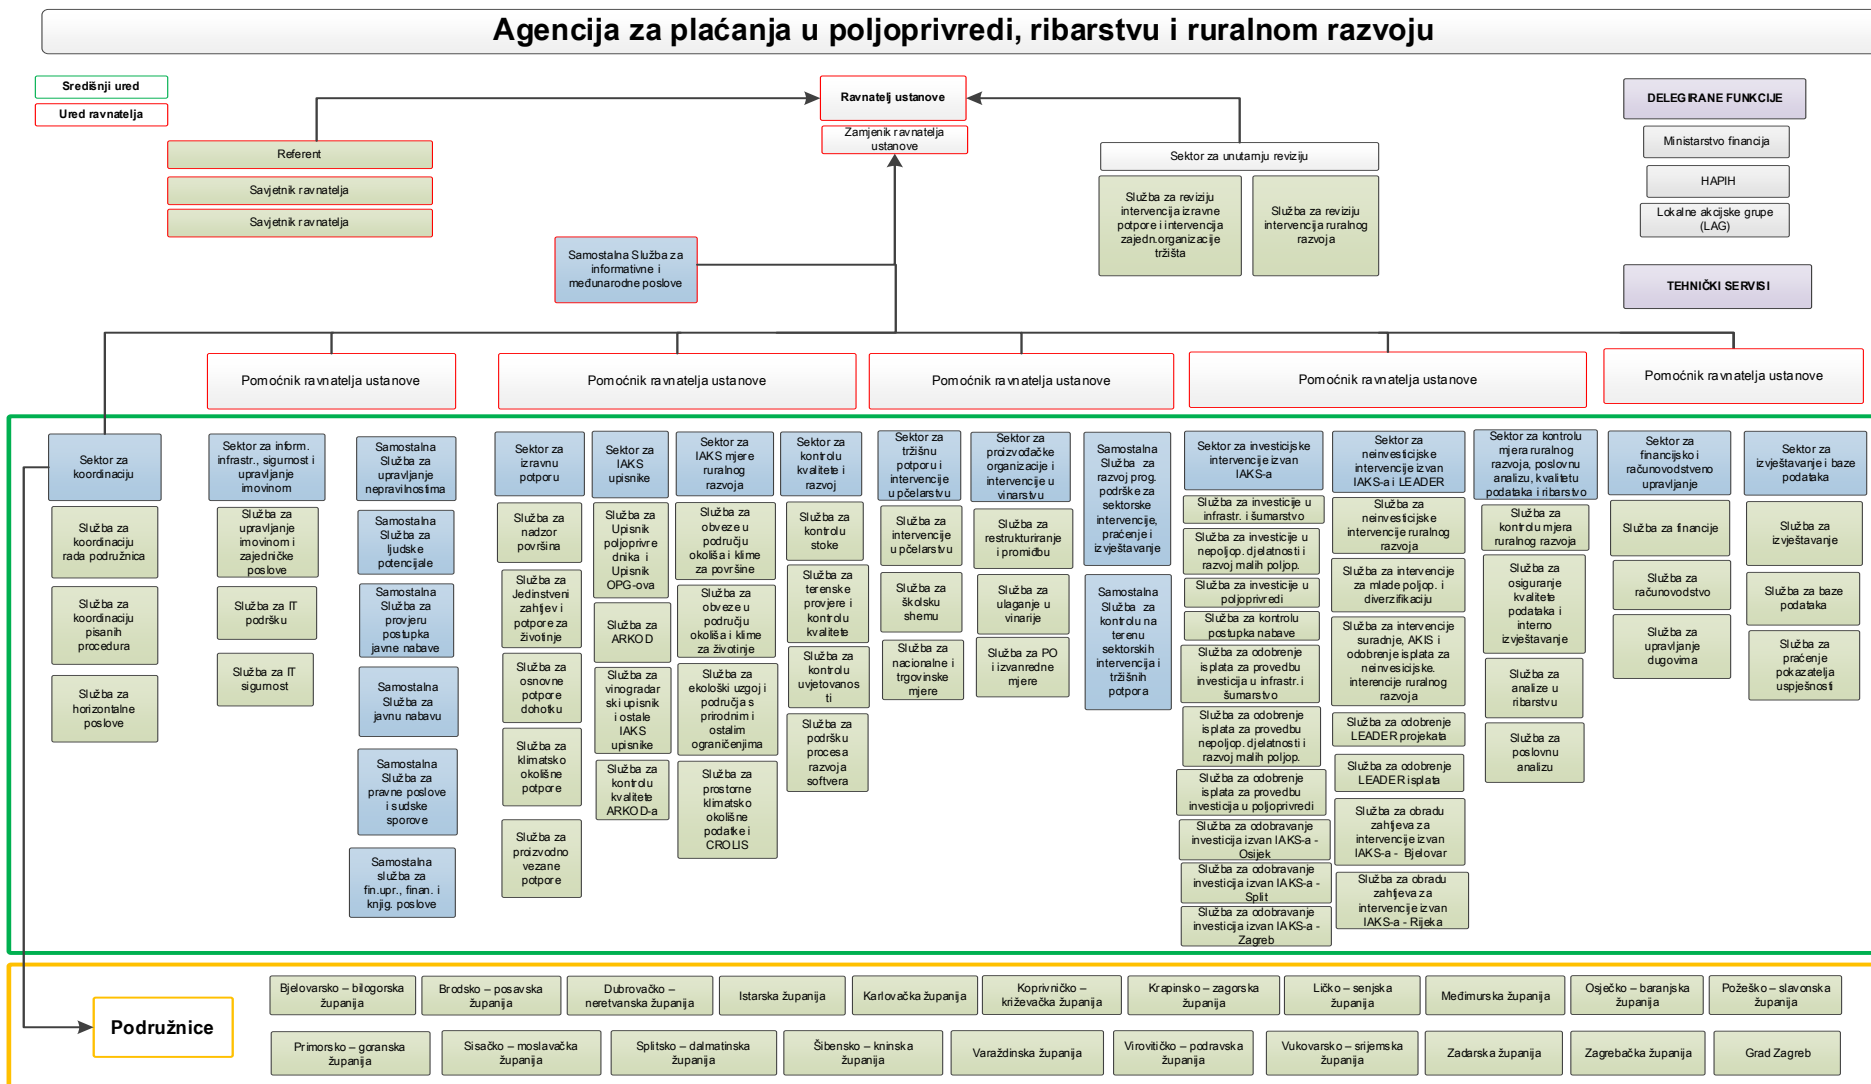 Agencija za plaćanja u poljoprivredi, ribarstvu i ruralnom razvoju
Središnji ured
Ured ravnatelja
Ravnatelj ustanove
Zamjenik ravnatelja
ustanove
Referent
Savjetnik ravnatelja
Savjetnik ravnatelja
Sektor za unutarnju reviziju
Služba za reviziju
intervencija izravne
potpore i intervencija
zajedn.organizacije
tržišta
Služba za reviziju
intervencija ruralnog
razvoja
DELEGIRANE FUNKCIJE
Ministarstvo financija
HAPIH
Lokalne akcijske grupe
(LAG)
TEHNIČKI SERVISI
Samostalna Služba za
informativne i
međunarodne poslove
Pomoćnik ravnatelja ustanove
Pomoćnik ravnatelja ustanove
Pomoćnik ravnatelja ustanove
Pomoćnik ravnatelja ustanove
Pomoćnik ravnatelja ustanove
Sektor za
koordinaciju
Služba za
koordinaciju
rada podružnica
Služba za
koordinaciju
pisanih
procedura
Služba za
horizontalne
poslove
Sektor za inform.
infrastr., sigurnost i
upravljanje
imovinom
Služba za
upravljanje
imovinom i
zajedničke
poslove
Služba za IT
podršku
Služba za IT
sigurnost
Samostalna
Služba za
upravljanje
nepravilnostima
Samostalna
Služba za
ljudske
potencijale
Samostalna
Služba za
provjeru
postupka
javne nabave
Samostalna
Služba za
javnu nabavu
Samostalna
Služba za
pravne poslove
i sudske
sporove
Samostalna
služba za
fin.upr., finan. i
knjig. poslove
Sektor za
izravnu
potporu
Služba za
nadzor
površina
Služba za
Jedinstveni
zahtjev i
potpore za
životinje
Služba za
osnovne
potpore
dohotku
Služba za
klimatsko
okolišne
potpore
Služba za
proizvodno
vezane
potpore
Sektor za
IAKS
upisnike
Služba za
Upisnik
poljoprivre
dnika i
Upisnik
OPG-ova
Služba za
ARKOD
Služba za
vinogradar
ski upisnik
i ostale
IAKS
upisnike
Služba za
kontrolu
kvalitete
ARKOD-a
Sektor za
IAKS mjere
ruralnog
razvoja
Služba za
obveze u
području
okoliša i klime
za površine
Služba za
obveze u
području
okoliša i klime
za životinje
Služba za
ekološki uzgoj i
područja s
prirodnim i
ostalim
ograničenjima
Služba za
prostorne
klimatsko
okolišne
podatke i
CROLIS
Sektor za
kontrolu
kvalitete i
razvoj
Služba za
kontrolu
stoke
Služba za
terenske
provjere i
kontrolu
kvalitete
Služba za
kontrolu
uvjetovanos
ti
Služba za
podršku
procesa
razvoja
softvera
Sektor za
tržišnu
potporu i
intervencije
u pčelarstvu
Služba za
intervencije
u pčelarstvu
Služba za
školsku
shemu
Služba za
nacionalne i
trgovinske
mjere
Sektor za
proizvođačke
organizacije i
intervencije u
vinarstvu
Služba za
restrukturiranje
i promidžbu
Služba za
ulaganje u
vinarije
Služba za PO
i izvanredne
mjere
Samostalna
Služba za
razvoj prog.
podrške za
sektorske
intervencije,
praćenje i
izvještavanje
Samostalna
Služba za
kontrolu na
terenu
sektorskih
intervencija i
tržišnih
potpora
Sektor za investicijske
intervencije izvan
IAKS-a
Služba za investicije u
infrastr. i šumarstvo
Služba za investicije u
nepoljop. djelatnosti i
razvoj malih poljop.
Služba za investicije u
poljoprivredi
Služba za kontrolu
postupka nabave
Služba za odobrenje
isplata za provedbu
investicija u infrastr. i
šumarstvo
Služba za odobrenje
isplata za provedbu
nepoljop. djelatnosti i
razvoj malih poljop.
Služba za odobrenje
isplata za provedbu
investicija u poljoprivredi
Služba za odobravanje
investicija izvan IAKS-a -
Osijek
Služba za odobravanje
investicija izvan IAKS-a -
Split
Služba za odobravanje
investicija izvan IAKS-a -
Zagreb
Sektor za
neinvesticijske
intervencije izvan
IAKS-a i LEADER
Služba za
neinvesticijske
intervencije ruralnog
razvoja
Služba za intervencije
za mlade poljop. i
diverzifikaciju
Služba za intervencije
suradnje, AKIS i
odobrenje isplata za
neinvesicijske.
interencije ruralnog
razvoja
Služba za odobrenje
LEADER projekata
Služba za odobrenje
LEADER isplata
Služba za obradu
zahtjeva za
intervencije izvan
IAKS-a - Bjelovar
Služba za obradu
zahtjeva za
intervencije izvan
IAKS-a - Rijeka
Sektor za kontrolu
mjera ruralnog
razvoja, poslovnu
analizu, kvalitetu
podataka i ribarstvo
Služba za
kontrolu mjera
ruralnog razvoja
Služba za
osiguranje
kvalitete
podataka i
interno
izvještavanje
Služba za
analize u
ribarstvu
Služba za
poslovnu
analizu
Sektor za
financijsko i
računovodstveno
upravljanje
Služba za financije
Služba za
računovodstvo
Služba za
upravljanje
dugovima
Sektor za
izvještavanje i baze
podataka
Služba za
izvještavanje
Služba za baze
podataka
Služba za
praćenje
pokazatelja
uspješnosti
Podružnice
Bjelovarsko – bilogorska
županija
Brodsko – posavska
županija
Dubrovačko –
neretvanska županija
Istarska županija
Karlovačka županija
Koprivničko –
križevačka županija
Krapinsko – zagorska
županija
Ličko – senjska
županija
Međimurska županija
Osječko – baranjska
županija
Požeško – slavonska
županija
Primorsko – goranska
županija
Sisačko – moslavačka
županija
Splitsko – dalmatinska
županija
Šibensko – kninska
županija
Varaždinska županija
Virovitičko – podravska
županija
Vukovarsko – srijemska
županija
Zadarska županija
Zagrebačka županija
Grad Zagreb